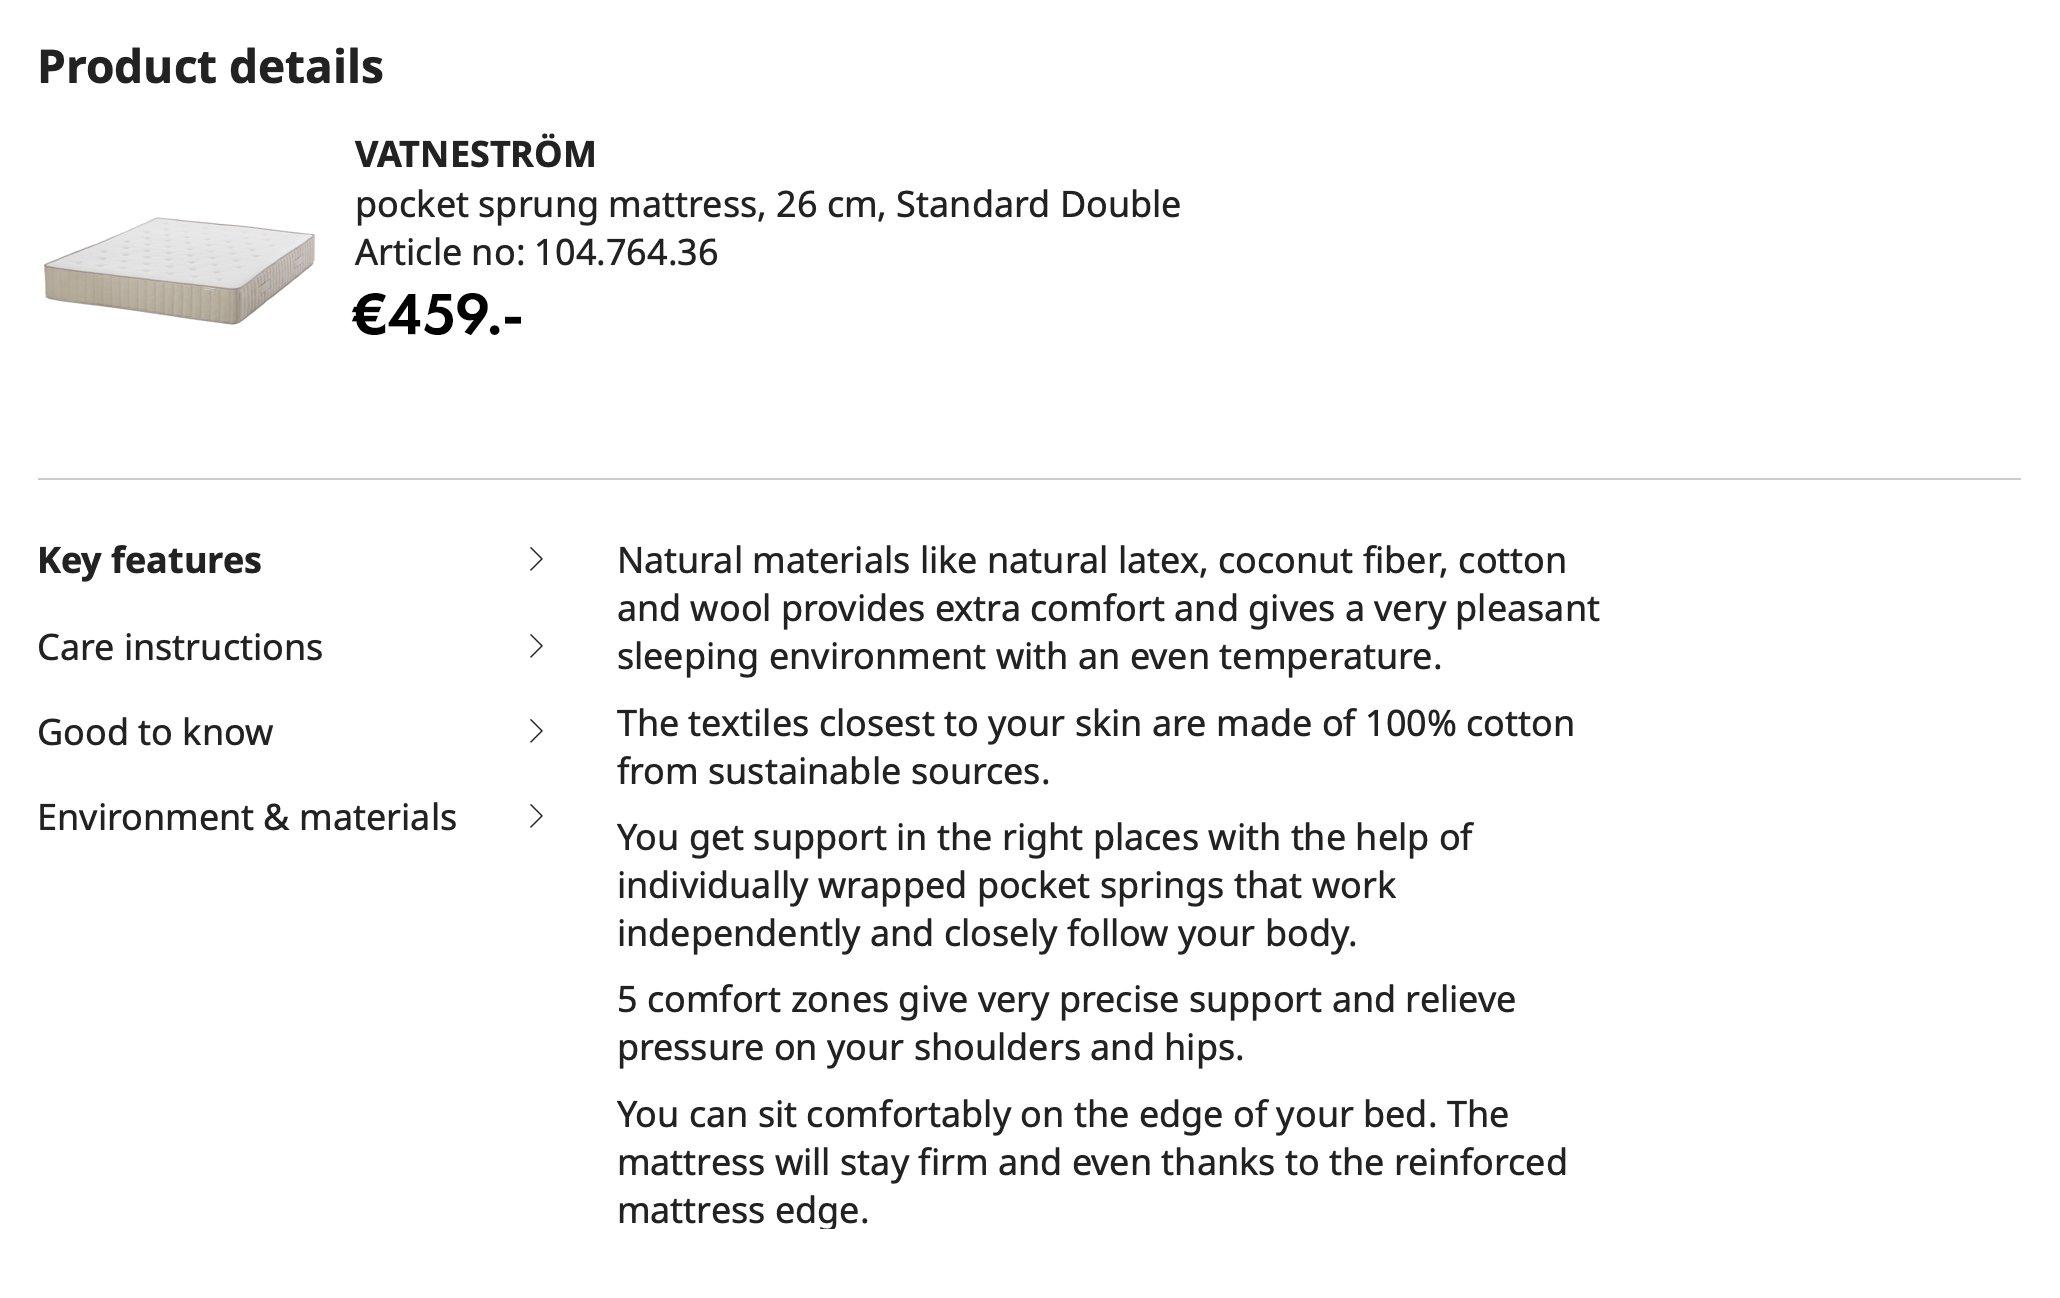 Product details
VATNESTRÖM
pocket sprung mattress, 26 cm, Standard Double
Article no: 104.764.36
€459.-
Key features
Care instructions
Good to know
Environment & materials
Natural materials like natural latex, coconut fiber, cotton
and wool provides extra comfort and gives a very pleasant
sleeping environment with an even temperature.
The textiles closest to your skin are made of 100% cotton
from sustainable sources.
You get support in the right places with the help of
individually wrapped pocket springs that work
independently and closely follow your body.
5 comfort zones give very precise support and relieve
pressure on your shoulders and hips.
You can sit comfortably on the edge of your bed. The
mattress will stay firm and even thanks to the reinforced
mattress edge.